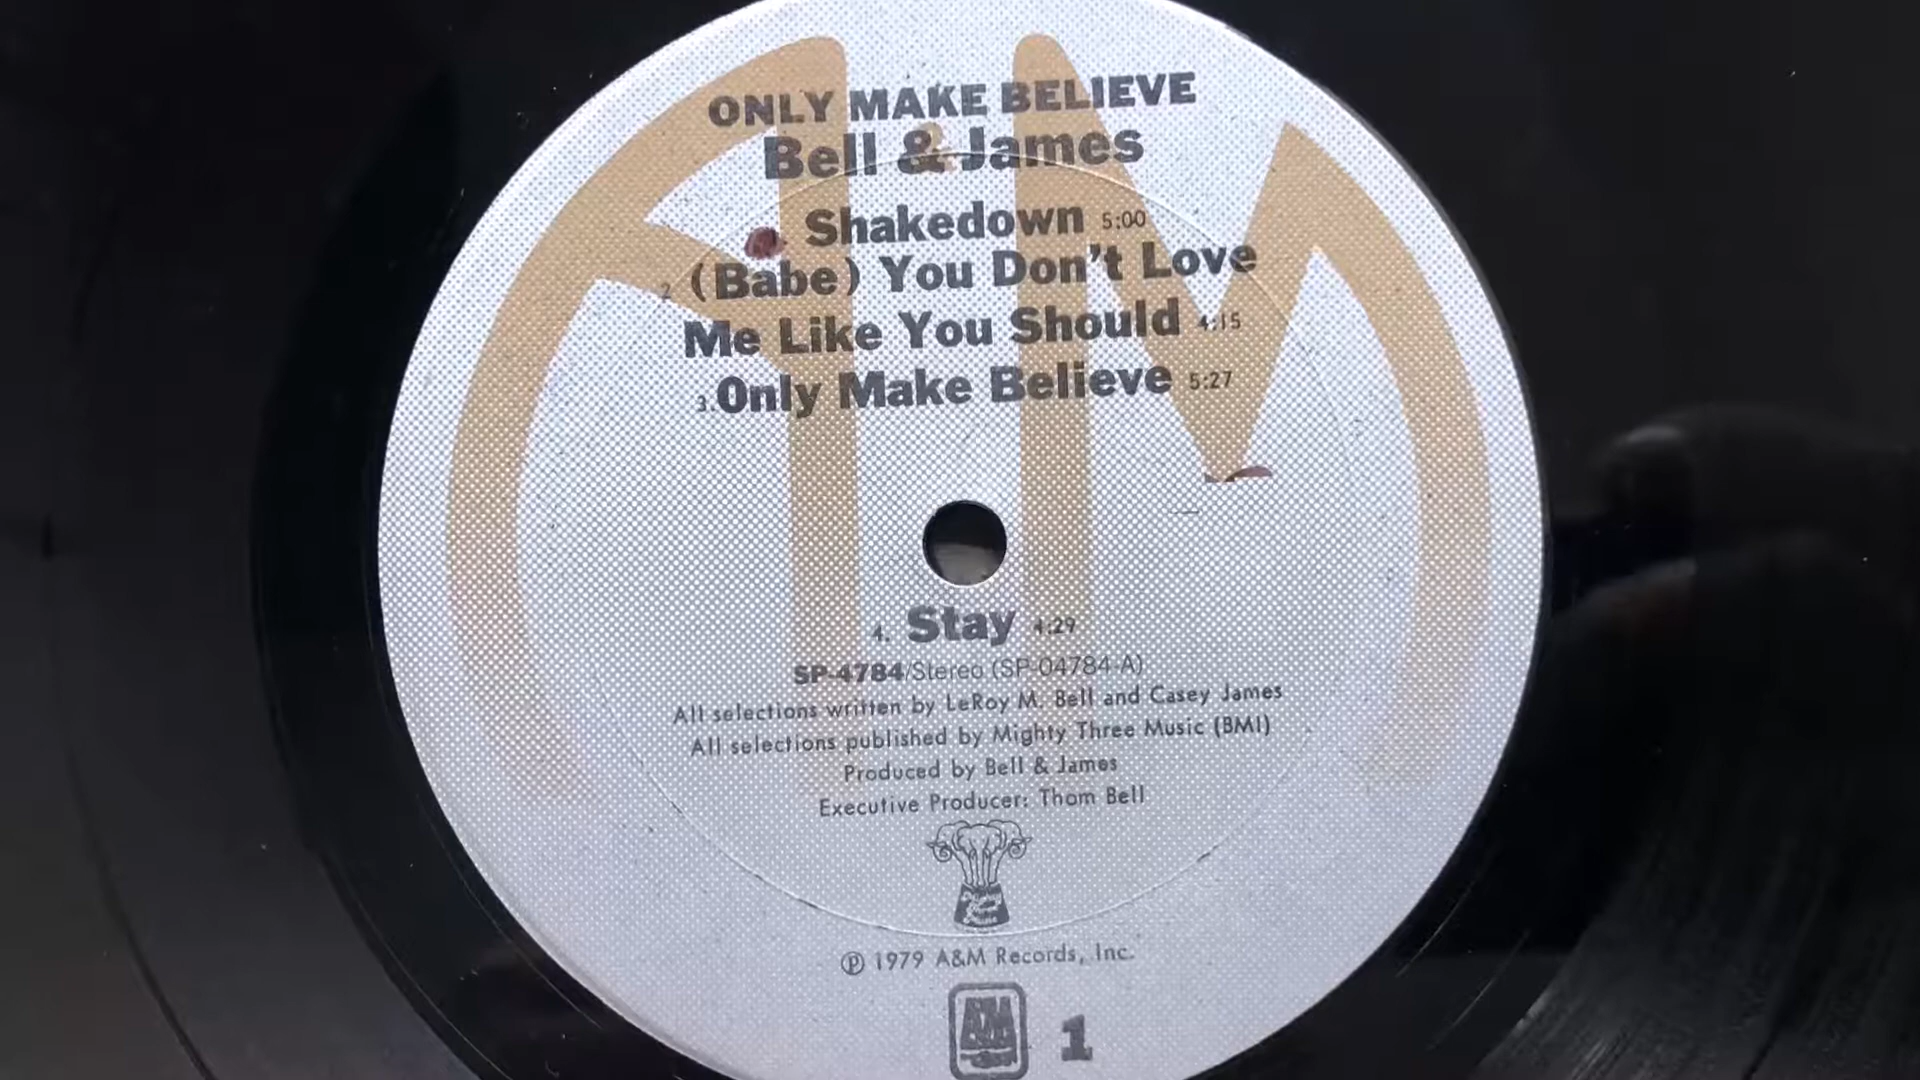 ONLY MAKE BELIEVE
Bell & James
Shakedown 5:00
2. (Babe) You Don't Love
Me Like You Should 4:15
3. Only Make Believe 5:27
4. Stay 4:29
SP-4784/Stereo (SP-04784-A)
All selections written by LeRoy M. Bell and Casey James
All selections published by Mighty Three Music (BMI)
Produced by Bell & James
Executive Producer: Thom Bell
℗ 1979 A&M Records, Inc.
A&M
1